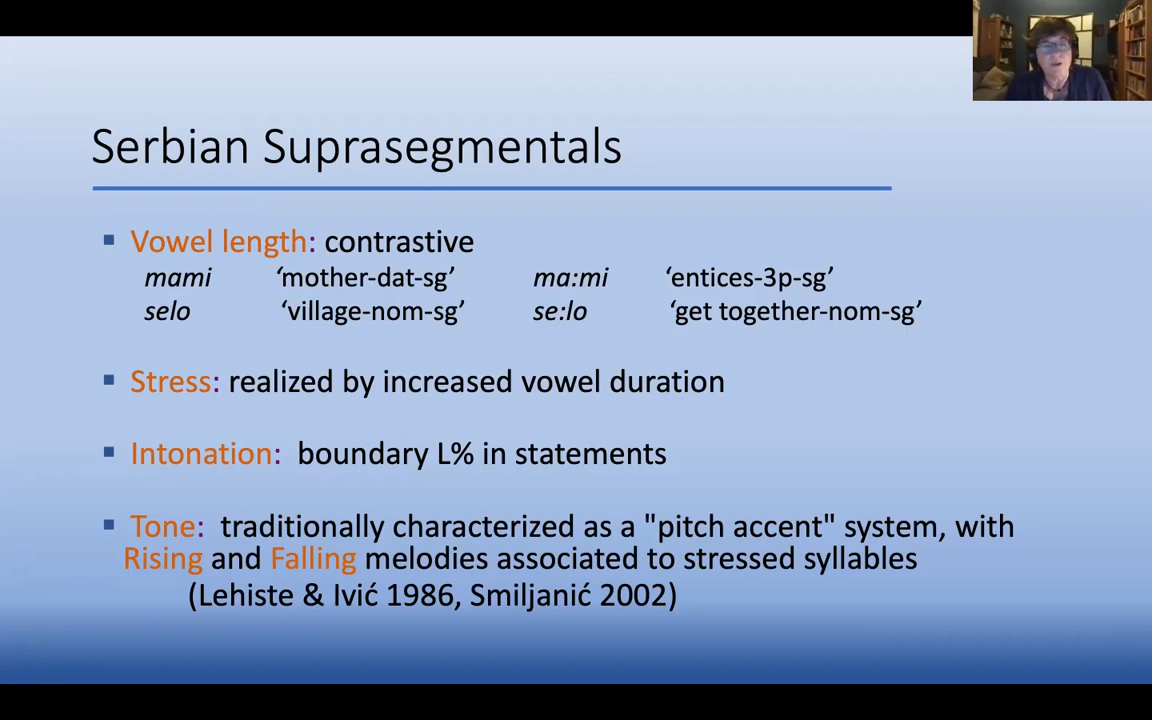 Serbian Suprasegmentals
▪ Vowel length: contrastive
mami ‘mother-dat-sg’ ma:mi ‘entices-3p-sg’
selo ‘village-nom-sg’ se:lo ‘get together-nom-sg’
▪ Stress: realized by increased vowel duration
▪ Intonation: boundary L% in statements
▪ Tone: traditionally characterized as a "pitch accent" system, with
Rising and Falling melodies associated to stressed syllables
(Lehiste & Ivić 1986, Smiljanić 2002)